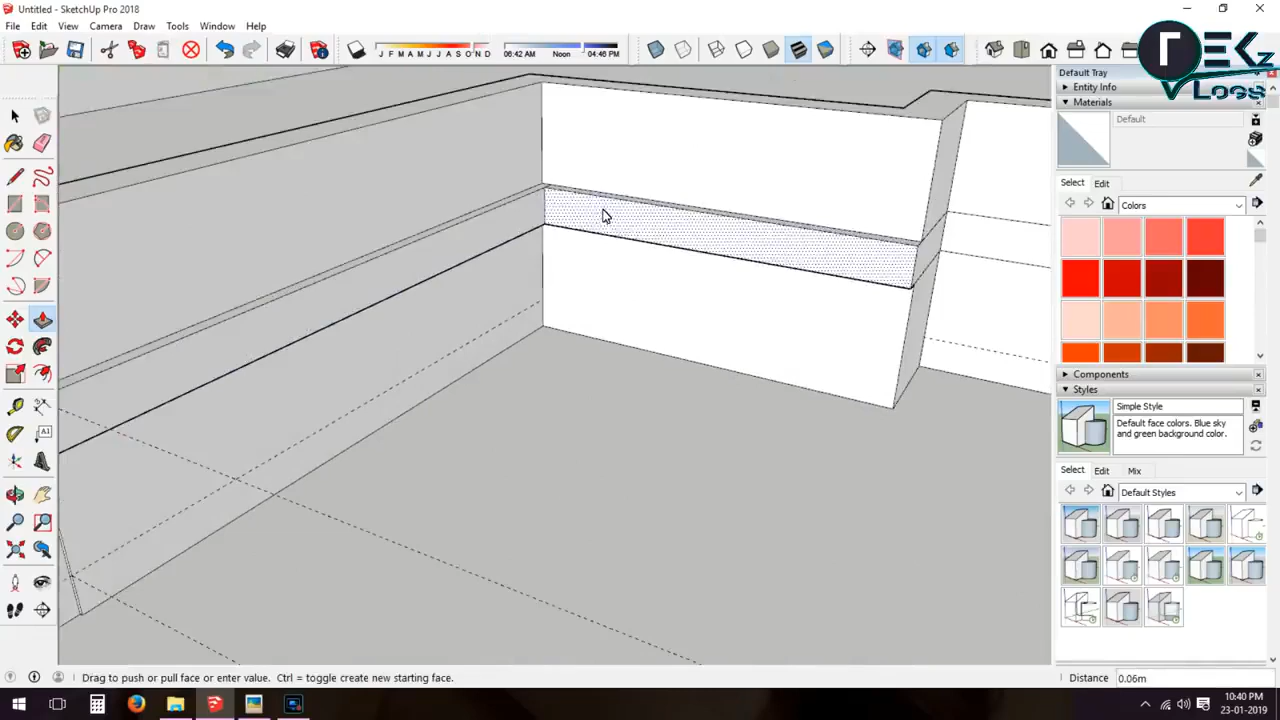 Untitled - SketchUp Pro 2018
File Edit View Camera Draw Tools Window Help
J F M A M J J A S O N D
06:42 AM Noon 04:46 PM
TEKz
VLOGS
Default Tray
Entity Info
Materials
Default
Select Edit
Colors
Components
Styles
Simple Style
Default face colors. Blue sky
and green background color.
Select Edit Mix
Default Styles
A1
Drag to push or pull face or enter value. Ctrl = toggle create new starting face.
Distance 0.06m
10:40 PM
23-01-2019